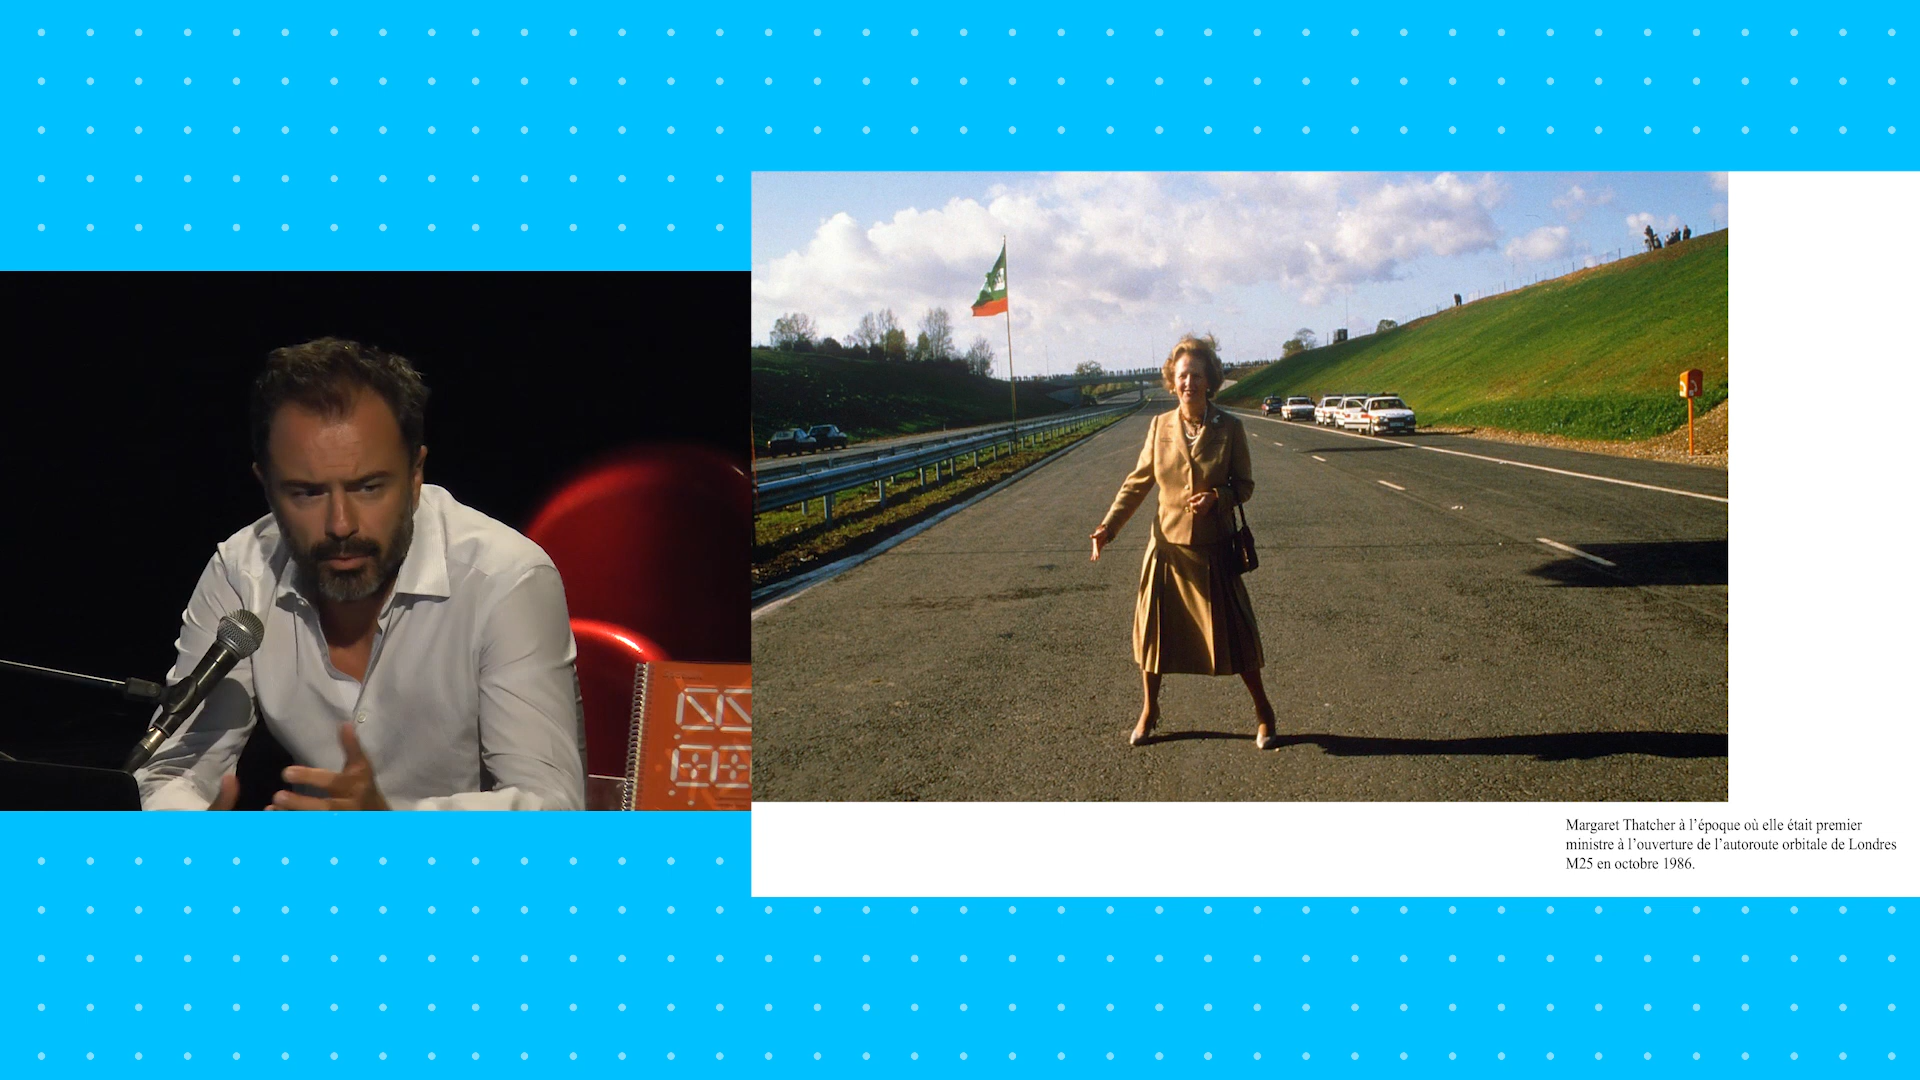 Margaret Thatcher à l’époque où elle était premier
ministre à l’ouverture de l’autoroute orbitale de Londres
M25 en octobre 1986.